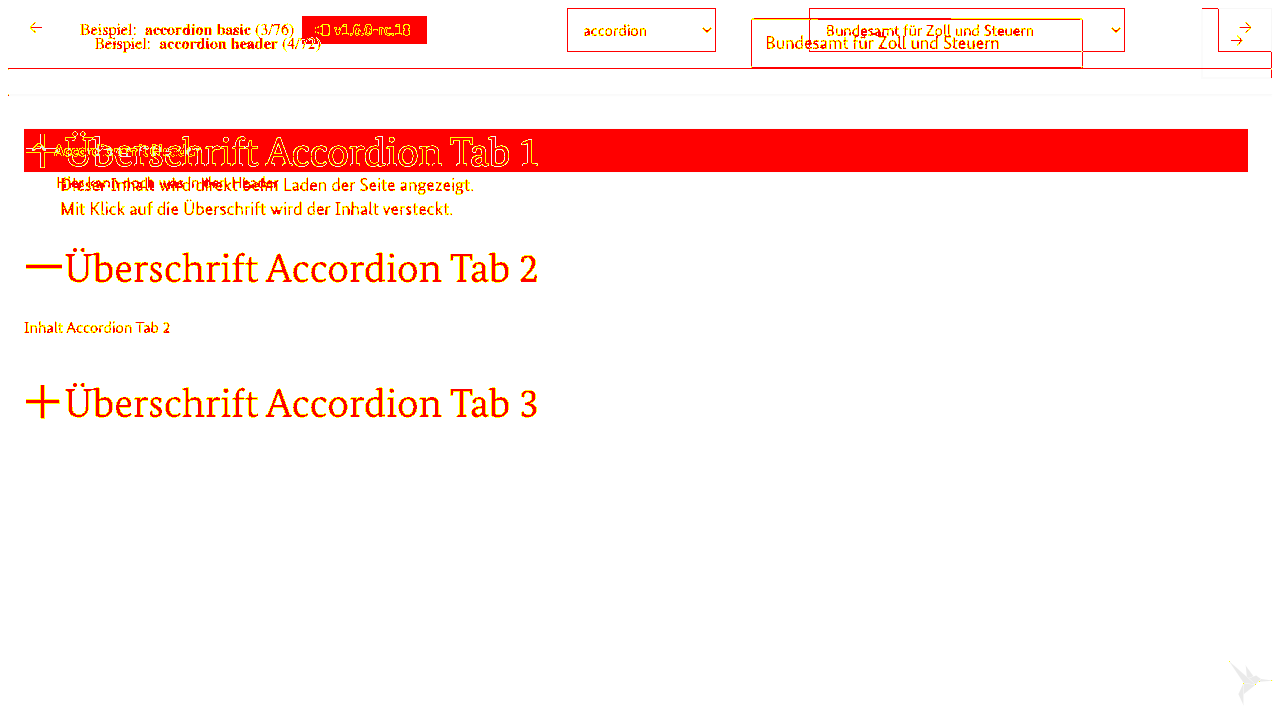 Beispiel: accordion basic (3/76)
v1.6.0-rc.18
accordion
Bundesamt für Zoll und Steuern
Beispiel: accordion header (4/72)
Bundesamt für Zoll und Steuern
Überschrift Accordion Tab 1
Dieser Inhalt wird direkt beim Laden der Seite angezeigt.
Mit Klick auf die Überschrift wird der Inhalt versteckt.
Überschrift Accordion Tab 2
Inhalt Accordion Tab 2
Überschrift Accordion Tab 3